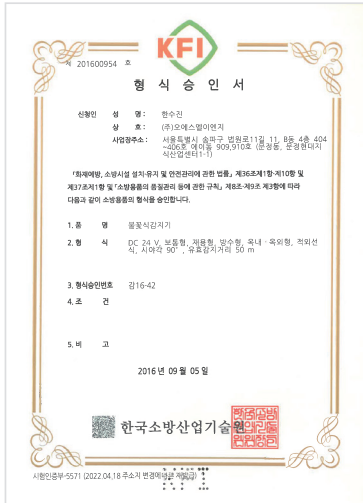 KFI
제 201600954 호
형 식 승 인 서
신청인 성 명 : 한수진
상 호 : (주)오에스엘이엔지
사업장주소 : 서울특별시 송파구 법원로11길 11, B동 4층 404
~406호 에이동 909,910호 (문정동, 문정현대지
식산업센터1-1)
「화재예방, 소방시설 설치·유지 및 안전관리에 관한 법률」 제36조제1항·제10항 및
제37조제1항 및 「소방용품의 품질관리 등에 관한 규칙」 제8조·제9조 제3항에 따라
다음과 같이 소방용품의 형식을 승인합니다.
1. 품 명 불꽃식감지기
2. 형 식 DC 24 V, 보통형, 재용형, 방수형, 옥내ㆍ옥외형, 적외선
식, 시야각 90°, 유효감지거리 50 m
3. 형식승인번호 감16-42
4. 조 건
5. 비 고
2016 년 09 월 05 일
한국소방산업기술원
시험인증부-5571 (2022.04.18 주소지 변경에 재발급)